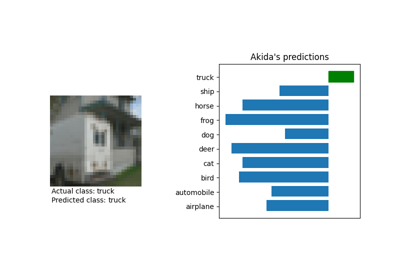 Akida's predictions
truck
ship
horse
frog
dog
deer
cat
bird
automobile
airplane
Actual class: truck
Predicted class: truck